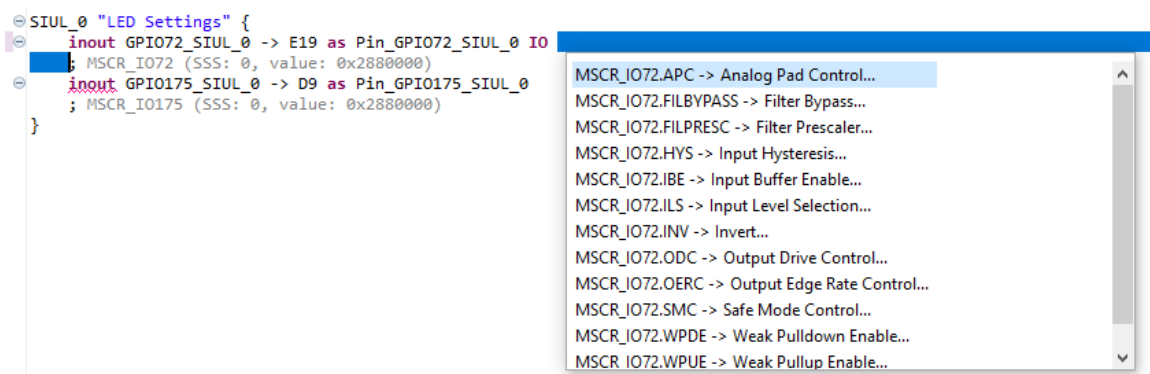 SIUL_0 "LED Settings" {
inout GPIO72_SIUL_0 -> E19 as Pin_GPIO72_SIUL_0 IO
; MSCR_IO72 (SSS: 0, value: 0x2880000)
inout GPIO175_SIUL_0 -> D9 as Pin_GPIO175_SIUL_0
; MSCR_IO175 (SSS: 0, value: 0x2880000)
}
MSCR_IO72.APC -> Analog Pad Control...
MSCR_IO72.FILBYPASS -> Filter Bypass...
MSCR_IO72.FILPRESC -> Filter Prescaler...
MSCR_IO72.HYS -> Input Hysteresis...
MSCR_IO72.IBE -> Input Buffer Enable...
MSCR_IO72.ILS -> Input Level Selection...
MSCR_IO72.INV -> Invert...
MSCR_IO72.ODC -> Output Drive Control...
MSCR_IO72.OERC -> Output Edge Rate Control...
MSCR_IO72.SMC -> Safe Mode Control...
MSCR_IO72.WPDE -> Weak Pulldown Enable...
MSCR_IO72.WPUE -> Weak Pullup Enable...